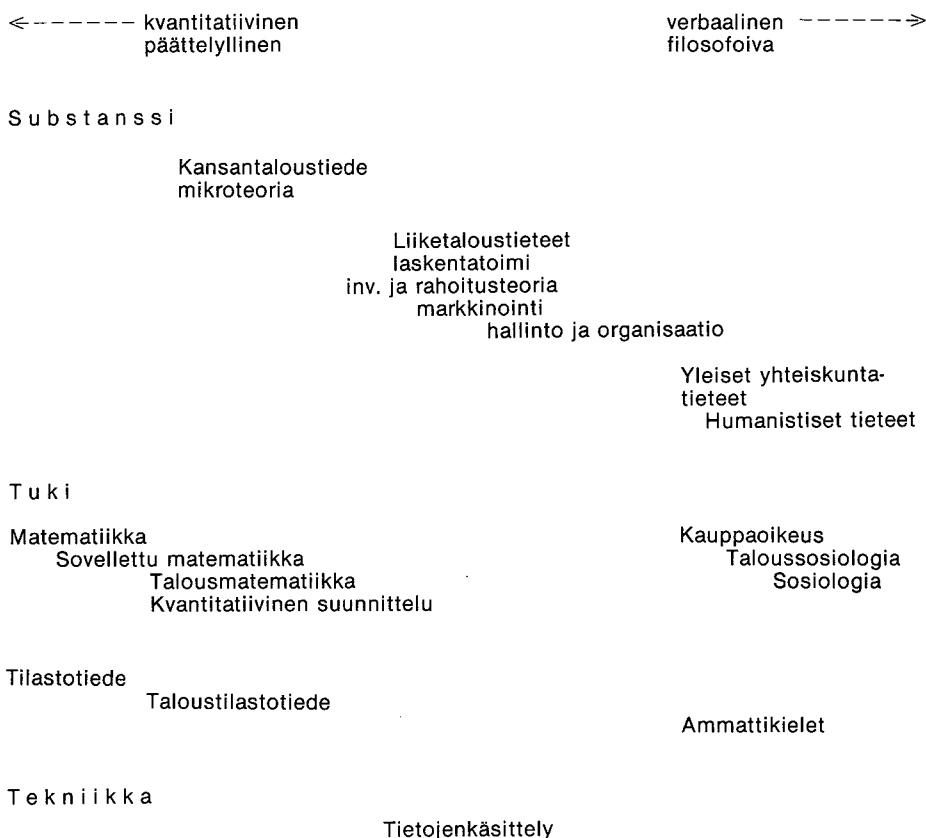 <------- kvantitatiivinen verbaalinen ------->
päättelyllinen filosofoiva
Substanssi
Kansantaloustiede
mikroteoria
Liiketaloustieteet
laskentatoimi
inv. ja rahoitusteoria
markkinointi
hallinto ja organisaatio
Yleiset yhteiskunta-
tieteet
Humanistiset tieteet
Tuki
Matematiikka Kauppaoikeus
Sovellettu matematiikka Taloussosiologia
Talousmatematiikka Sosiologia
Kvantitatiivinen suunnittelu
Tilastotiede
Taloustilastotiede
Ammattikielet
Tekniikka
Tietojenkäsittely